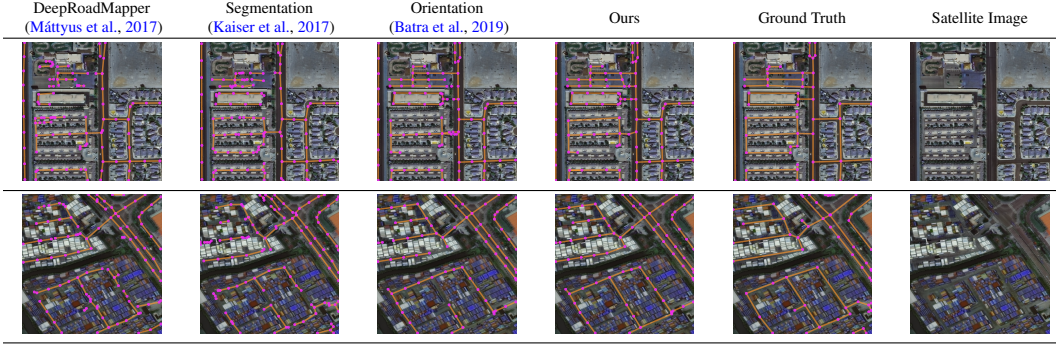 DeepRoadMapper
(Máttyus et al., 2017)
Segmentation
(Kaiser et al., 2017)
Orientation
(Batra et al., 2019)
Ours
Ground Truth
Satellite Image